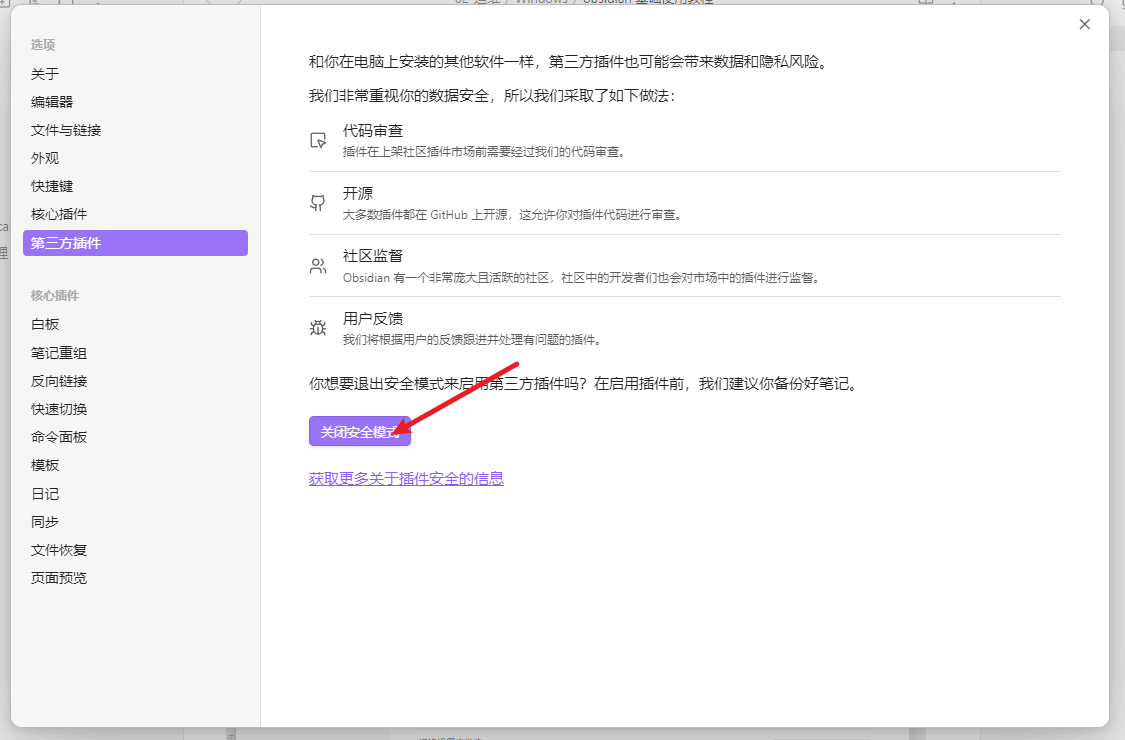 选项
关于
编辑器
文件与链接
外观
快捷键
核心插件
第三方插件
核心插件
白板
笔记重组
反向链接
快速切换
命令面板
模板
日记
同步
文件恢复
页面预览
和你在电脑上安装的其他软件一样，第三方插件也可能会带来数据和隐私风险。
我们非常重视你的数据安全，所以我们采取了如下做法：
代码审查
插件在上架社区插件市场前需要经过我们的代码审查。
开源
大多数插件都在 GitHub 上开源，这允许你对插件代码进行审查。
社区监督
Obsidian 有一个非常庞大且活跃的社区，社区中的开发者们也会对市场中的插件进行监督。
用户反馈
我们将根据用户的反馈跟进并处理有问题的插件。
你想要退出安全模式来启用第三方插件吗？在启用插件前，我们建议你备份好笔记。
关闭安全模式
获取更多关于插件安全的信息